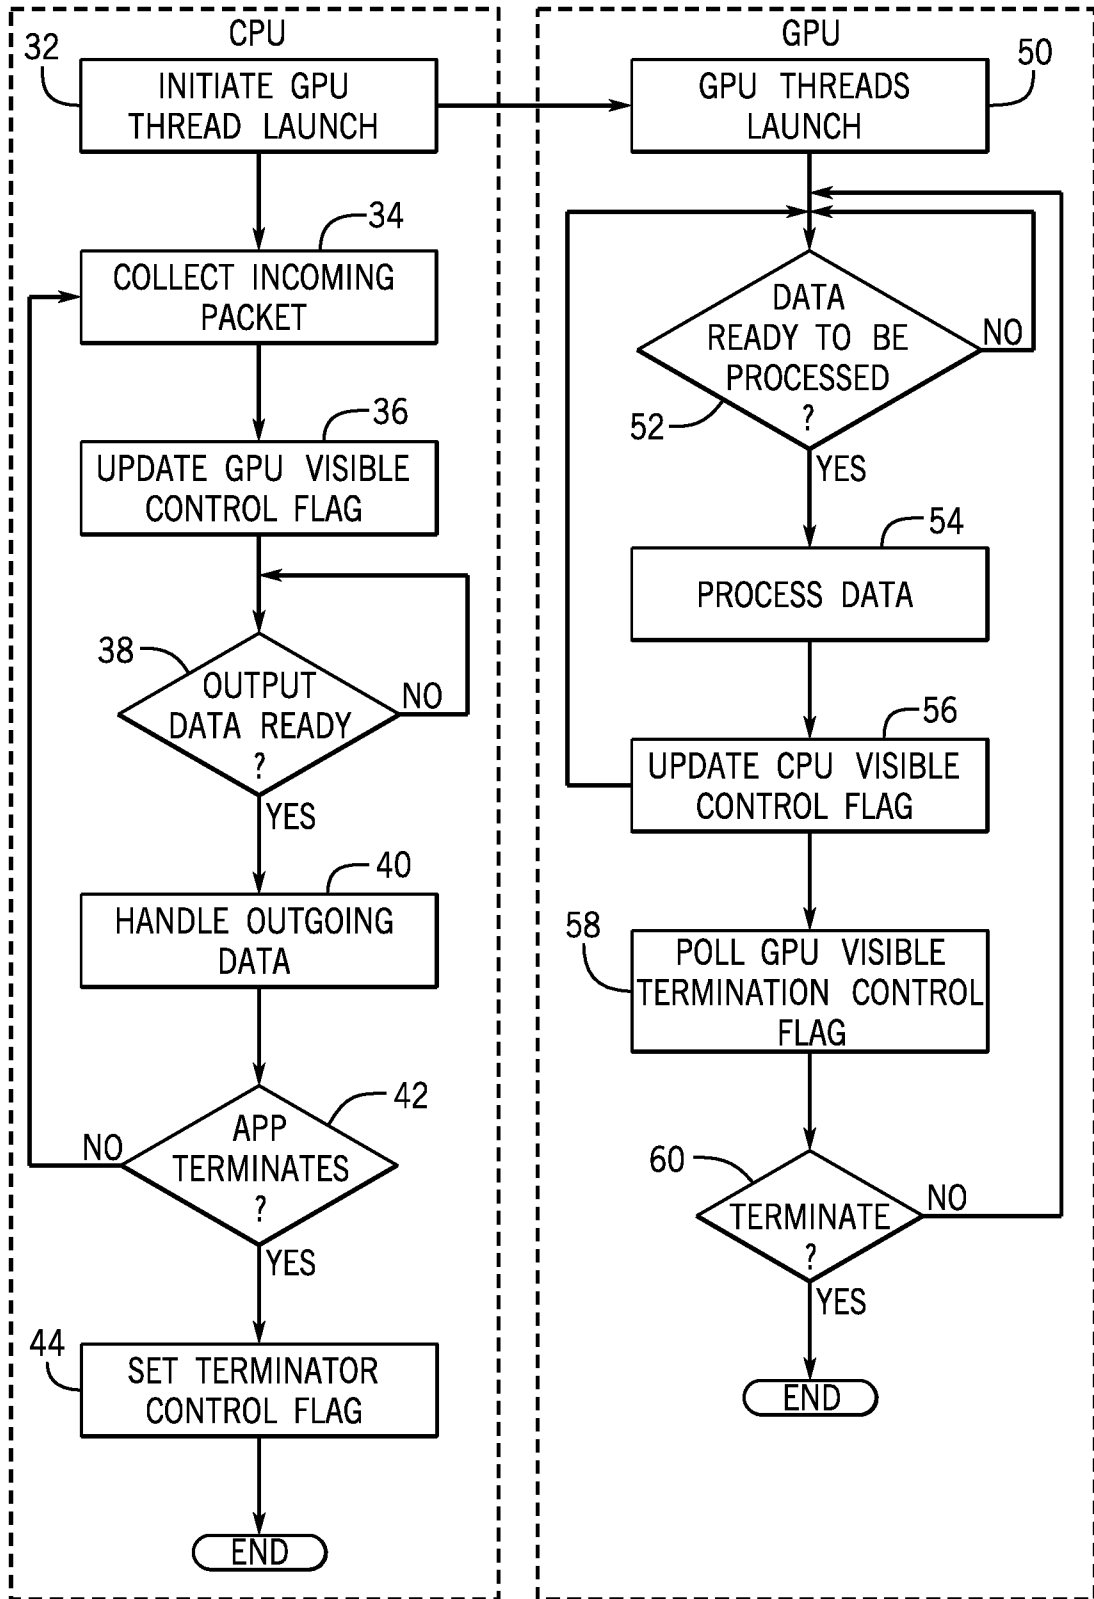 CPU
32
INITIATE GPU
THREAD LAUNCH
34
COLLECT INCOMING
PACKET
36
UPDATE GPU VISIBLE
CONTROL FLAG
38
OUTPUT
DATA READY
?
NO
YES
40
HANDLE OUTGOING
DATA
42
APP
TERMINATES
?
NO
YES
44
SET TERMINATOR
CONTROL FLAG
END
GPU
50
GPU THREADS
LAUNCH
DATA
READY TO BE
PROCESSED
?
NO
52
YES
54
PROCESS DATA
56
UPDATE CPU VISIBLE
CONTROL FLAG
58
POLL GPU VISIBLE
TERMINATION CONTROL
FLAG
60
TERMINATE
?
NO
YES
END